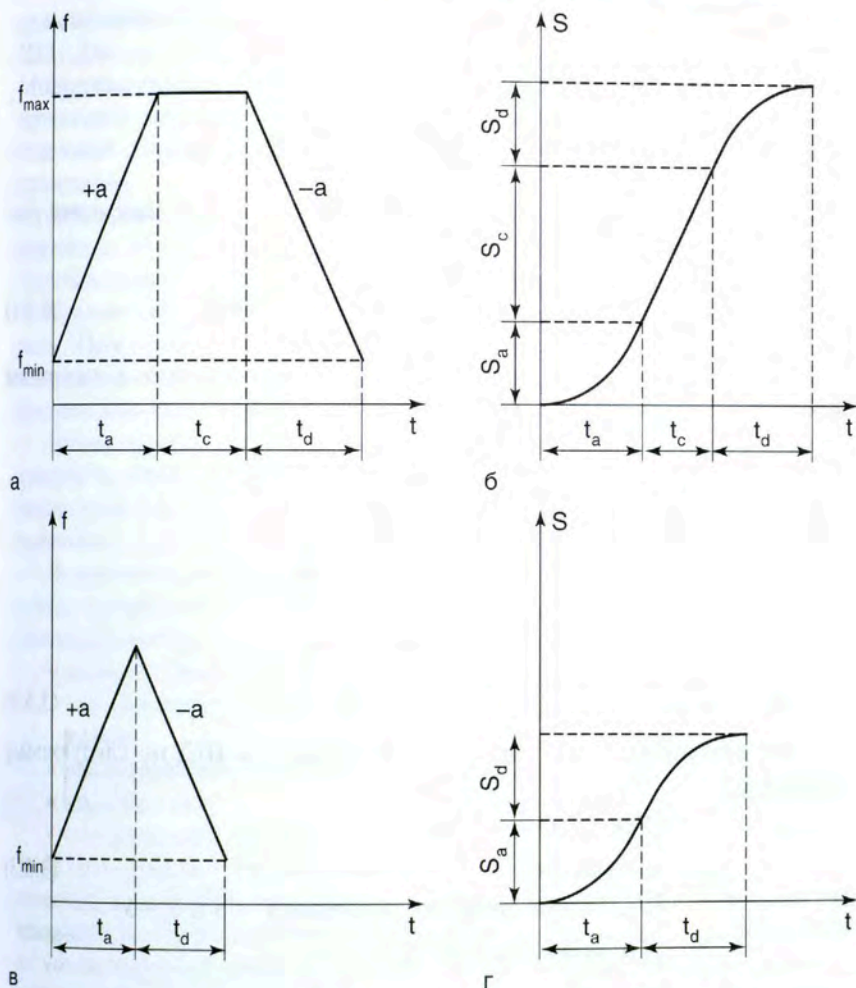 f
S
f_max
+a
–a
S_d
S_c
S_a
f_min
t_a t_c t_d t
t_a t_c t_d t
а
б
f
S
+a
–a
S_d
S_a
f_min
t_a t_d t
t_a t_d t
в
г